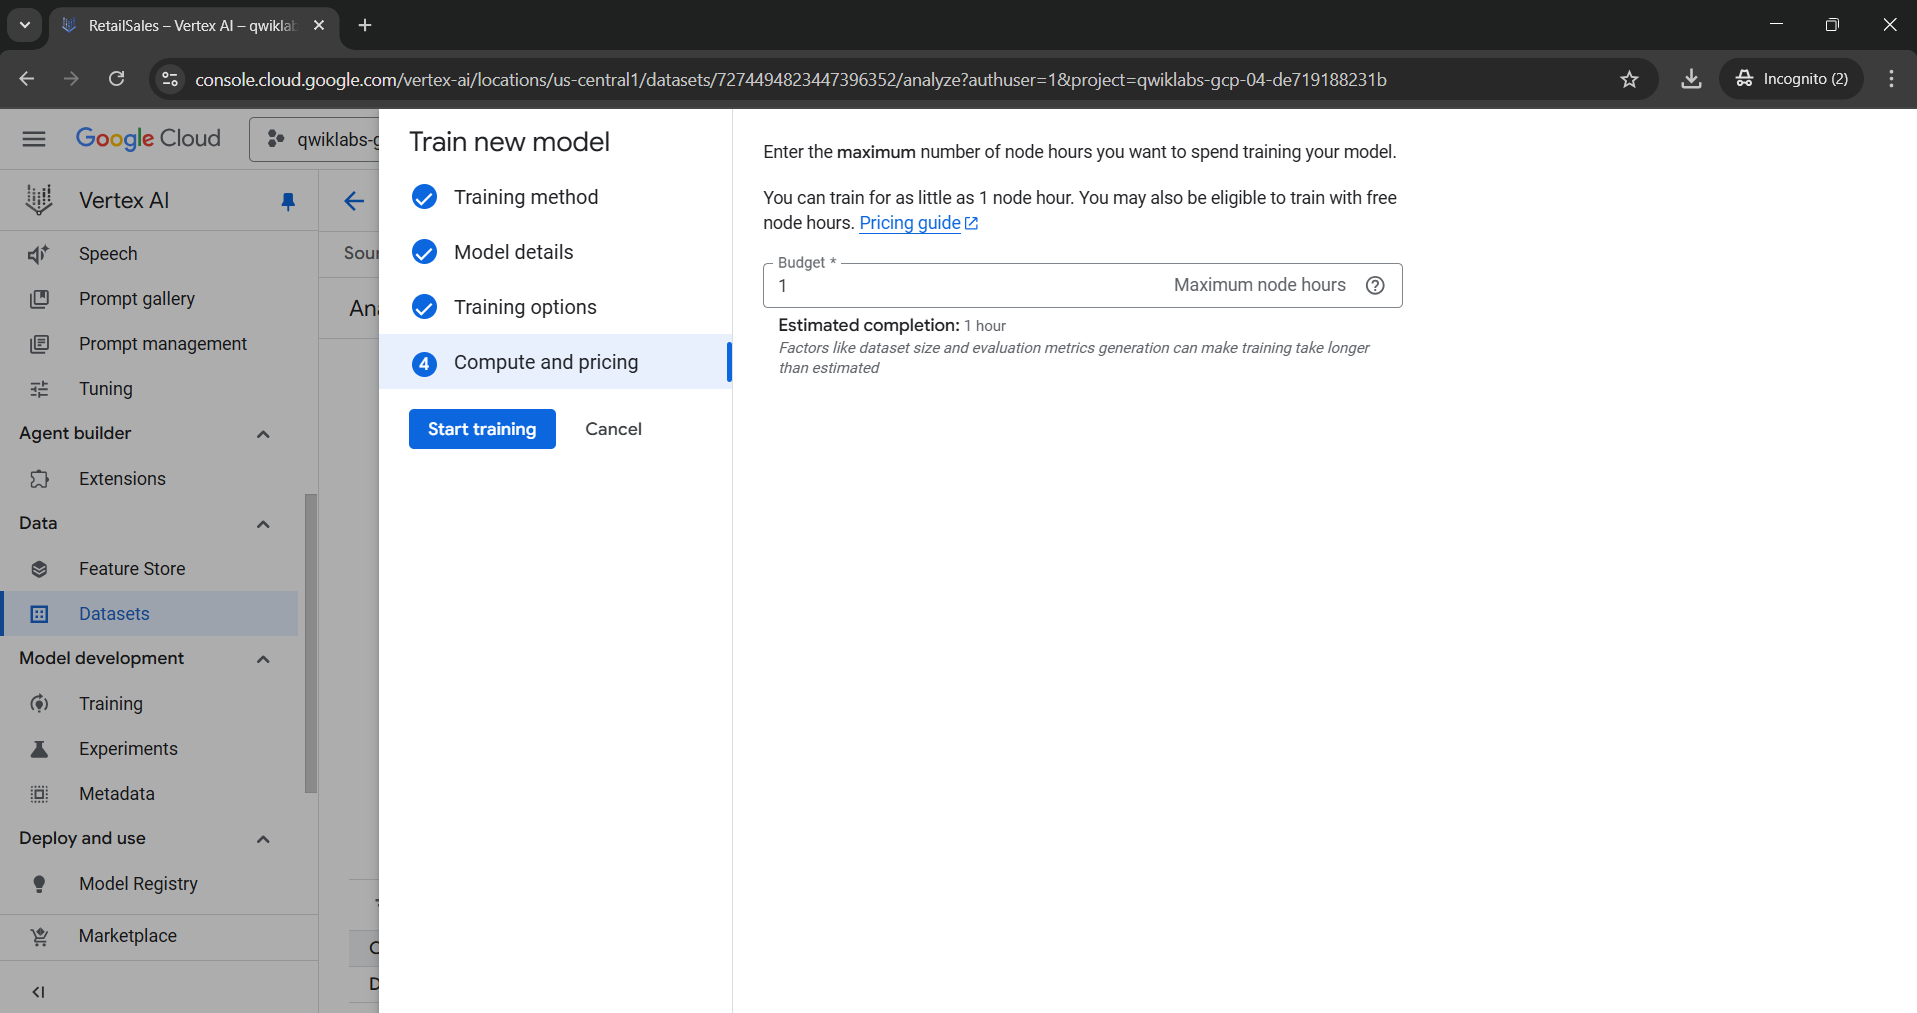 RetailSales – Vertex AI – qwiklab
console.cloud.google.com/vertex-ai/locations/us-central1/datasets/7274494823447396352/analyze?authuser=1&project=qwiklabs-gcp-04-de719188231b
Incognito (2)
Google Cloud
qwiklabs-g
Vertex AI
Speech
Prompt gallery
Prompt management
Tuning
Agent builder
Extensions
Data
Feature Store
Datasets
Model development
Training
Experiments
Metadata
Deploy and use
Model Registry
Marketplace
Sour
Ana
Train new model
Training method
Model details
Training options
4 Compute and pricing
Start training
Cancel
Enter the maximum number of node hours you want to spend training your model.
You can train for as little as 1 node hour. You may also be eligible to train with free
node hours. Pricing guide
Budget *
1 Maximum node hours
Estimated completion: 1 hour
Factors like dataset size and evaluation metrics generation can make training take longer
than estimated